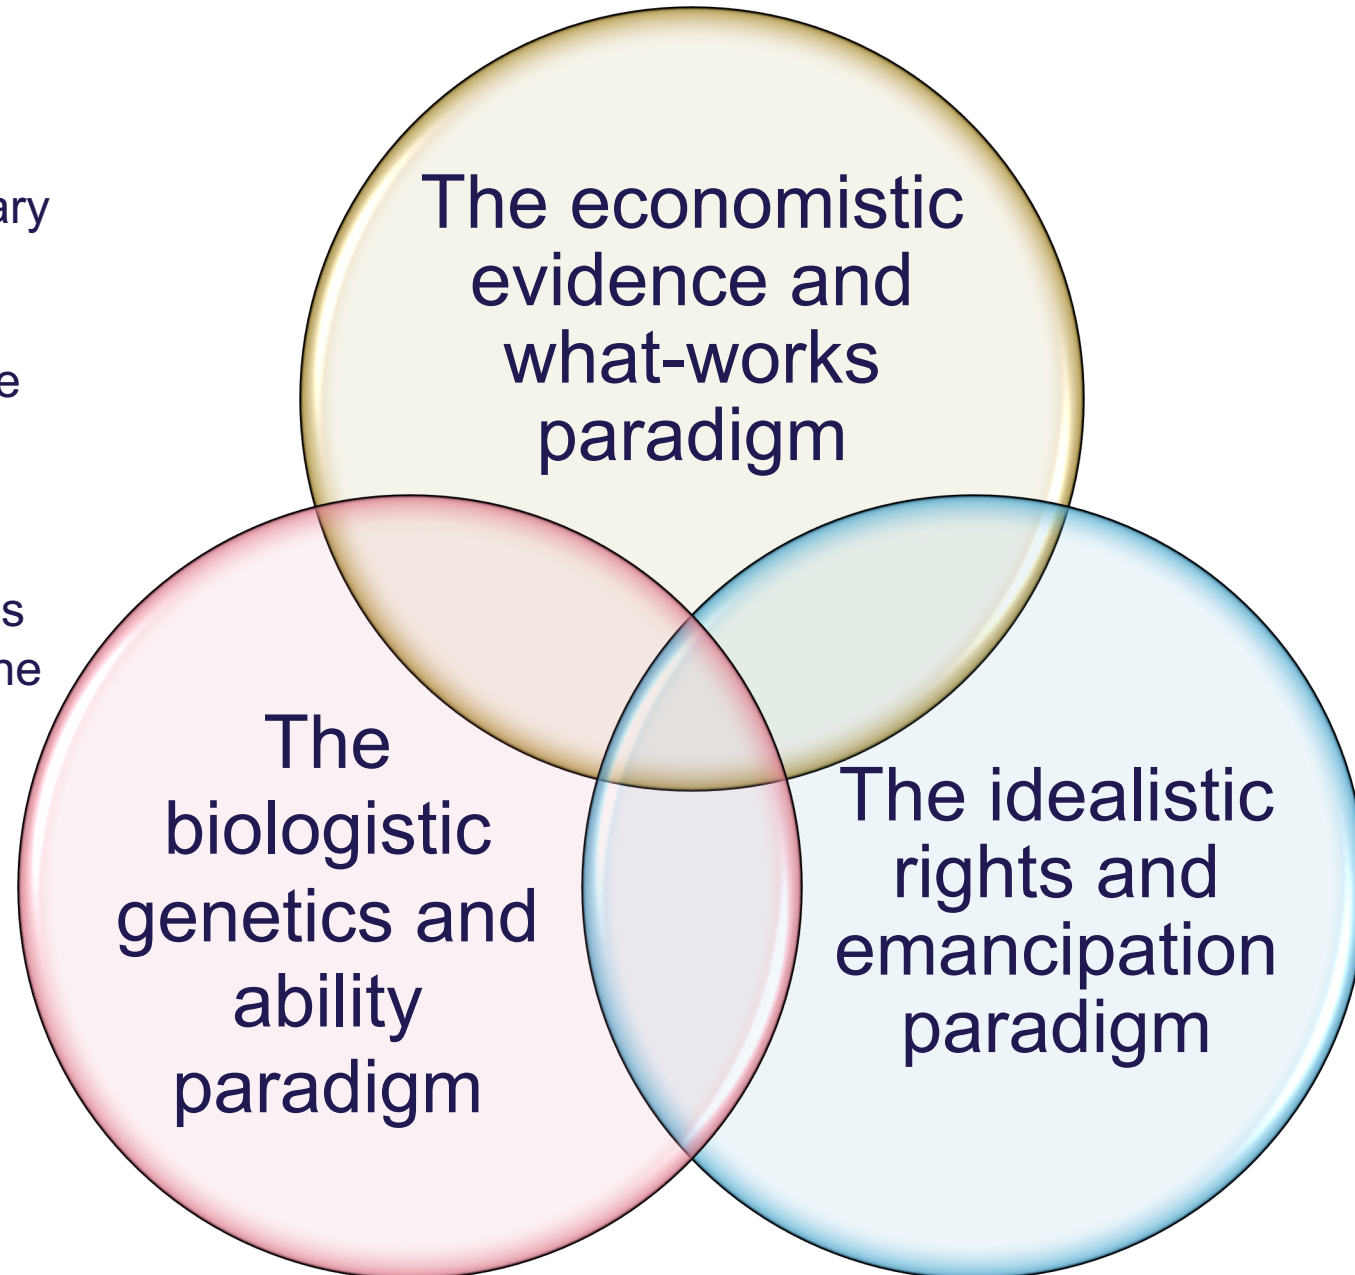 The economistic
evidence and
what-works
paradigm
The
biologistic
genetics and
ability
paradigm
The idealistic
rights and
emancipation
paradigm